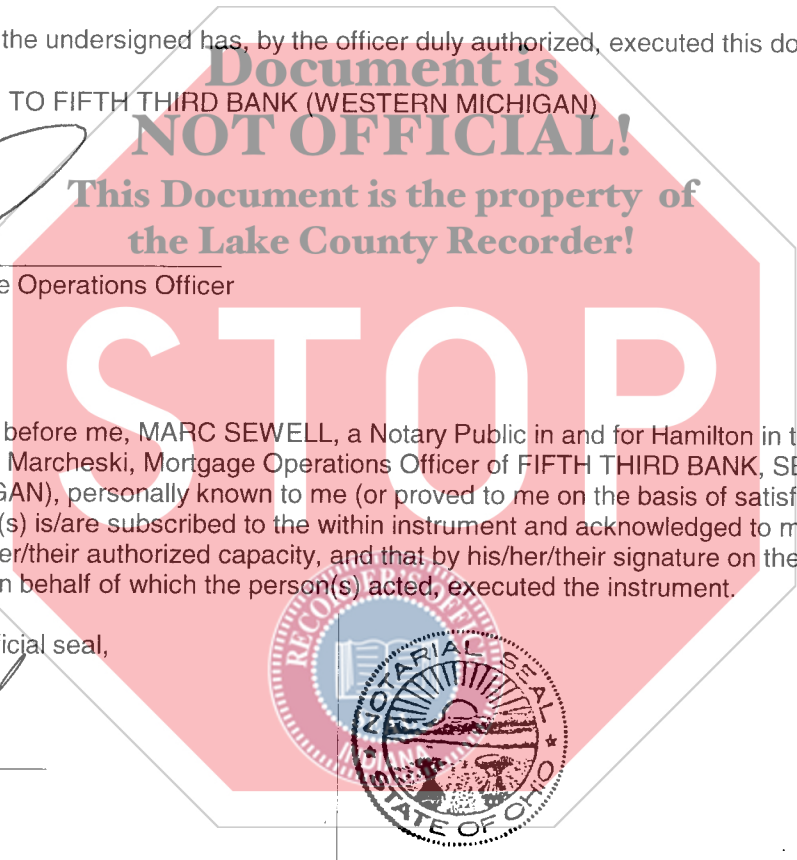 the undersigned has, by the officer duly authorized, executed this do
Document is
TO FIFTH THIRD BANK (WESTERN MICHIGAN)
NOT OFFICIAL!
This Document is the property of
the Lake County Recorder!
e Operations Officer
STOP
before me, MARC SEWELL, a Notary Public in and for Hamilton in t
Marcheski, Mortgage Operations Officer of FIFTH THIRD BANK, SE
GAN), personally known to me (or proved to me on the basis of satisf
(s) is/are subscribed to the within instrument and acknowledged to m
er/their authorized capacity, and that by his/her/their signature on the
n behalf of which the person(s) acted, executed the instrument.
icial seal,
RECORDER'S OFFIC
INDIANA
NOTARIAL SEAL
STATE OF OHIO